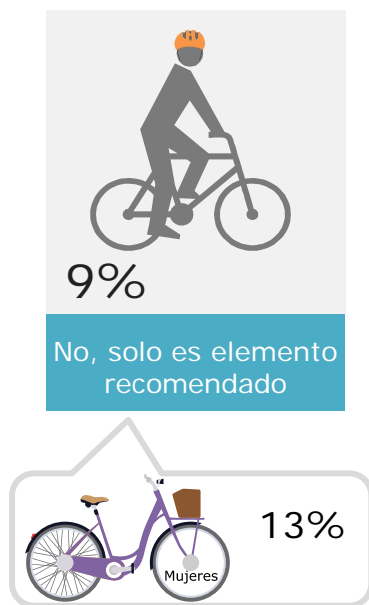 9%
No, solo es elemento
recomendado
13%
Mujeres